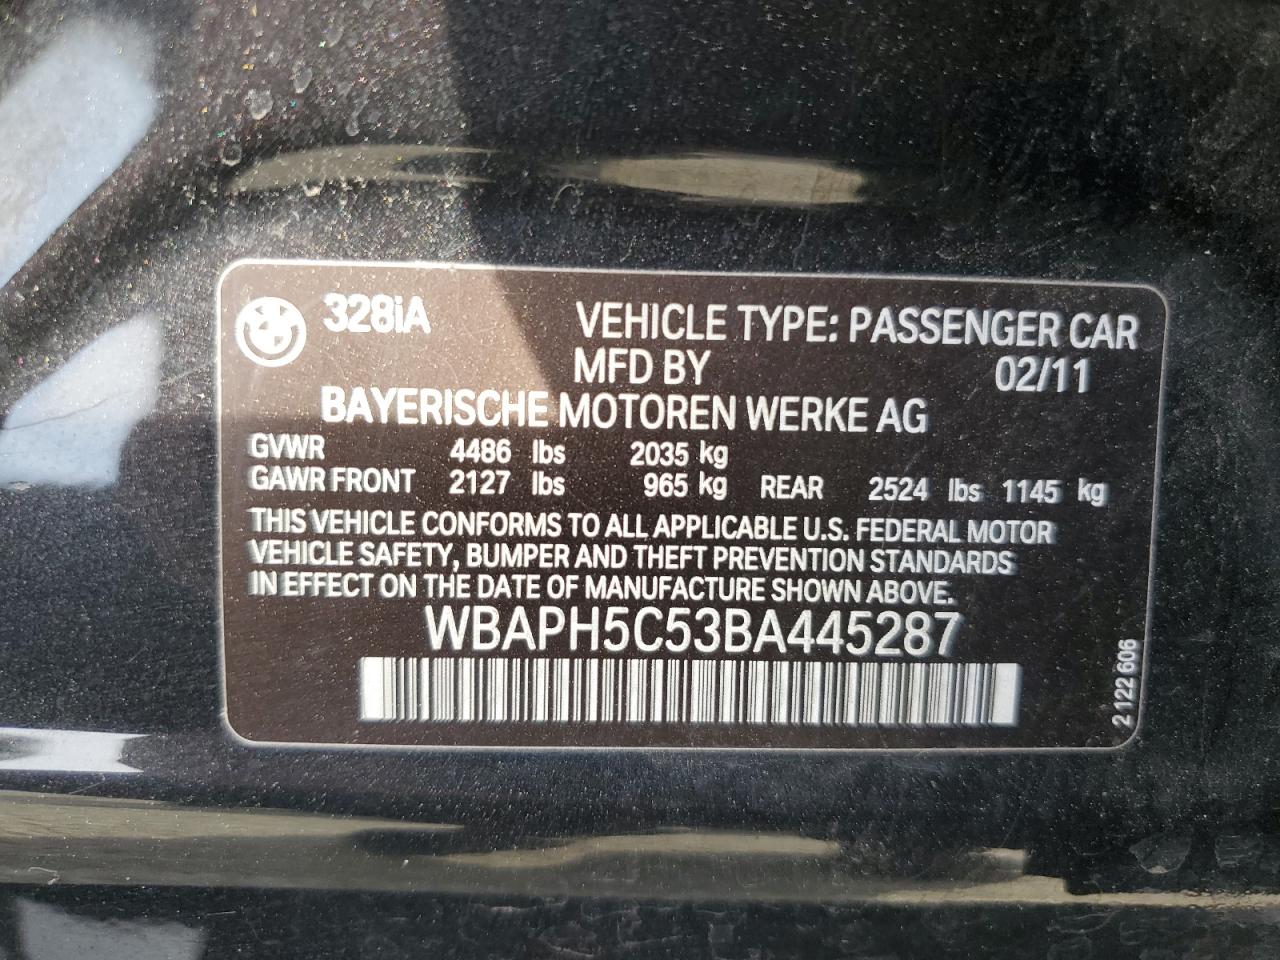 328iA VEHICLE TYPE: PASSENGER CAR
MFD BY 02/11
BAYERISCHE MOTOREN WERKE AG
GVWR 4486 lbs 2035 kg
GAWR FRONT 2127 lbs 965 kg REAR 2524 lbs 1145 kg
THIS VEHICLE CONFORMS TO ALL APPLICABLE U.S. FEDERAL MOTOR
VEHICLE SAFETY, BUMPER AND THEFT PREVENTION STANDARDS
IN EFFECT ON THE DATE OF MANUFACTURE SHOWN ABOVE.
WBAPH5C53BA445287
2 122 606